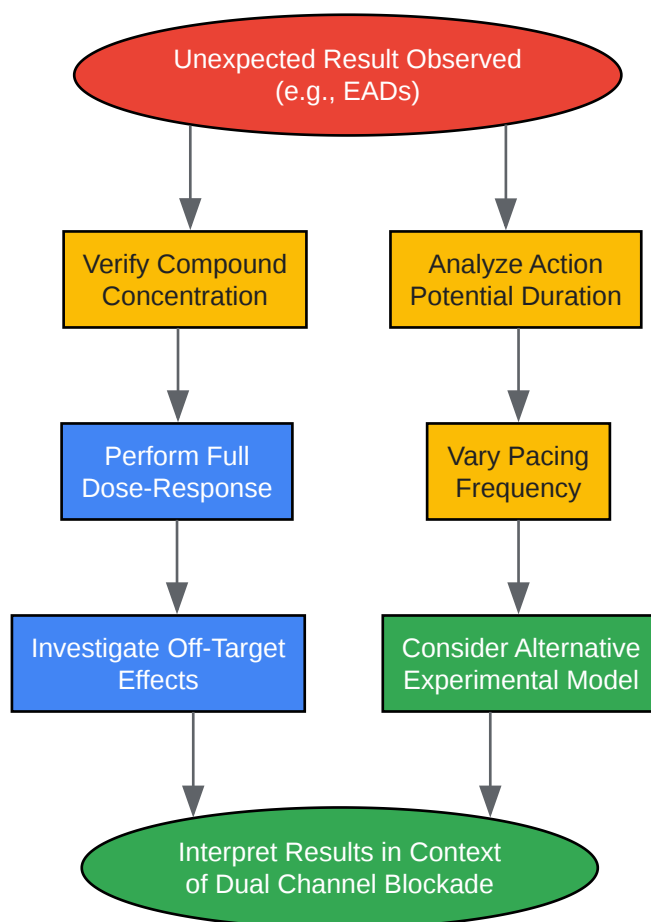 Unexpected Result Observed
(e.g., EADs)
Verify Compound
Concentration
Analyze Action
Potential Duration
Perform Full
Dose-Response
Vary Pacing
Frequency
Investigate Off-Target
Effects
Consider Alternative
Experimental Model
Interpret Results in Context
of Dual Channel Blockade